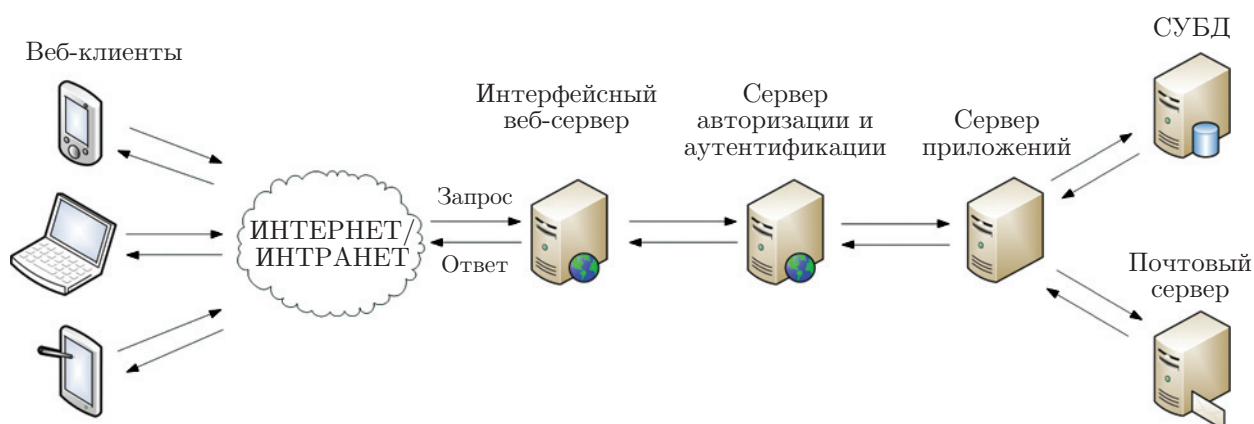 Веб-клиенты
ИНТЕРНЕТ/
ИНТРАНЕТ
Запрос
Ответ
Интерфейсный
веб-сервер
Сервер
авторизации и
аутентификации
Сервер
приложений
СУБД
Почтовый
сервер